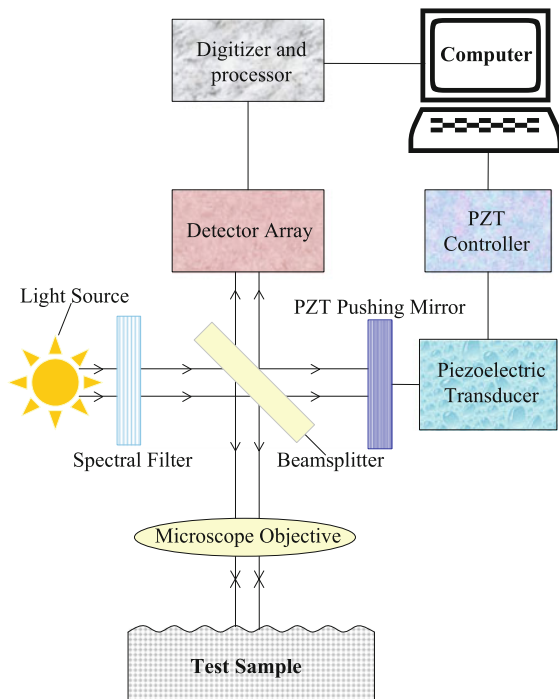 Digitizer and
processor
Computer
Detector Array
PZT
Controller
Light Source
PZT Pushing Mirror
Piezoelectric
Transducer
Spectral Filter
Beamsplitter
Microscope Objective
Test Sample